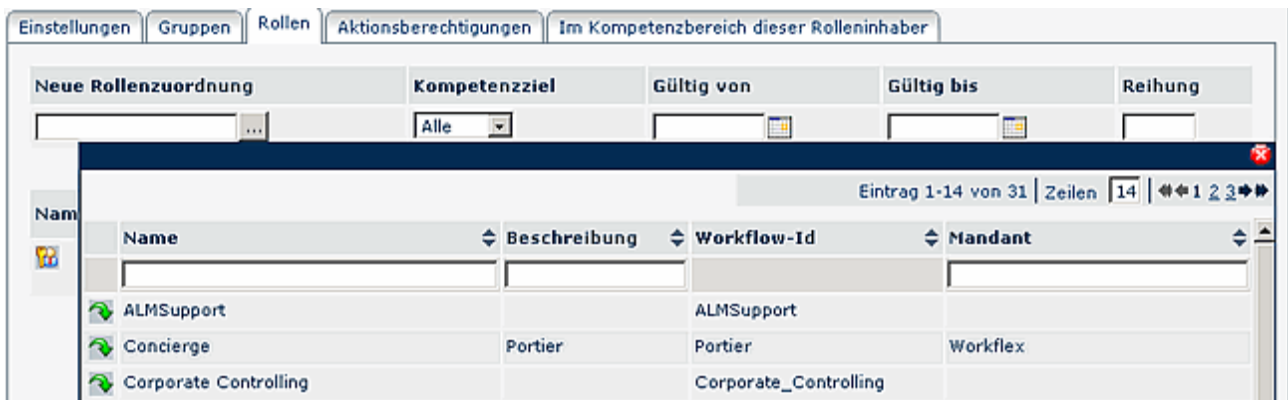 Einstellungen Gruppen Rollen Aktionsberechtigungen Im Kompetenzbereich dieser Rolleninhaber
Neue Rollenzuordnung Kompetenzziel Gültig von Gültig bis Reihung
... Alle
Eintrag 1-14 von 31 Zeilen 14 1 2 3
Nam
Name Beschreibung Workflow-Id Mandant
ALMSupport ALMSupport
Concierge Portier Portier Workflex
Corporate Controlling Corporate_Controlling